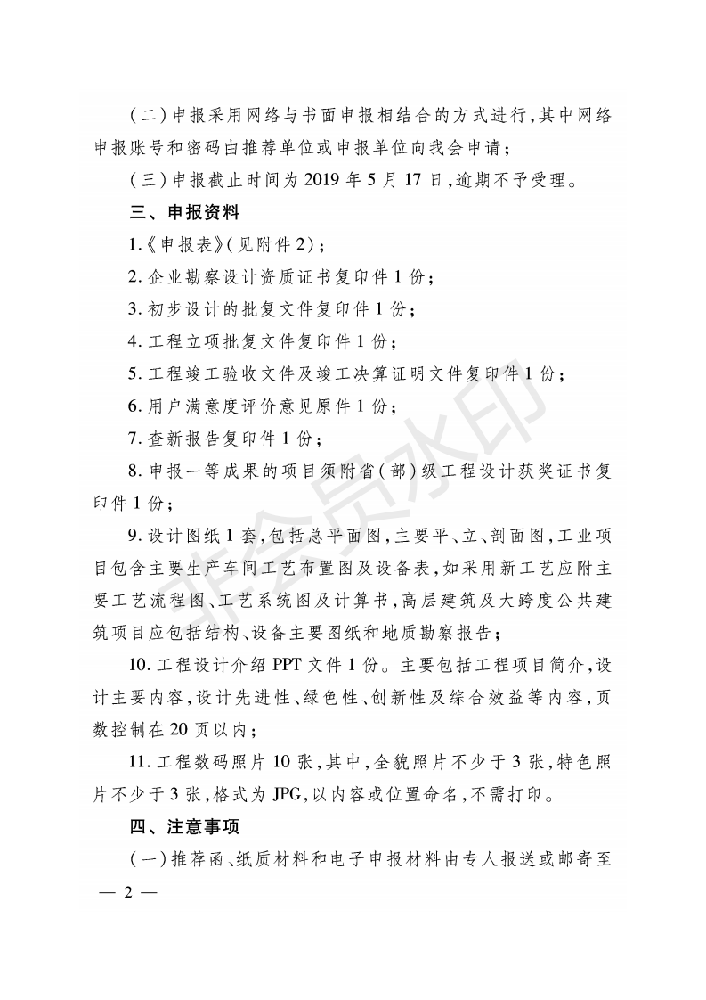 (二)申报采用网络与书面申报相结合的方式进行,其中网络
申报账号和密码由推荐单位或申报单位向我会申请;
(三)申报截止时间为 2019 年 5 月 17 日,逾期不予受理。
三、申报资料
1.《申报表》(见附件 2);
2. 企业勘察设计资质证书复印件 1 份;
3. 初步设计的批复文件复印件 1 份;
4. 工程立项批复文件复印件 1 份;
5. 工程竣工验收文件及竣工决算证明文件复印件 1 份;
6. 用户满意度评价意见原件 1 份;
7. 查新报告复印件 1 份;
8. 申报一等成果的项目须附省(部)级工程设计获奖证书复
印件 1 份;
9. 设计图纸 1 套,包括总平面图,主要平、立、剖面图,工业项
目包含主要生产车间工艺布置图及设备表,如采用新工艺应附主
要工艺流程图、工艺系统图及计算书,高层建筑及大跨度公共建
筑项目应包括结构、设备主要图纸和地质勘察报告;
10. 工程设计介绍 PPT 文件 1 份。主要包括工程项目简介,设
计主要内容,设计先进性、绿色性、创新性及综合效益等内容,页
数控制在 20 页以内;
11. 工程数码照片 10 张,其中,全貌照片不少于 3 张,特色照
片不少于 3 张,格式为 JPG,以内容或位置命名,不需打印。
四、注意事项
(一)推荐函、纸质材料和电子申报材料由专人报送或邮寄至
— 2 —
非会员水印